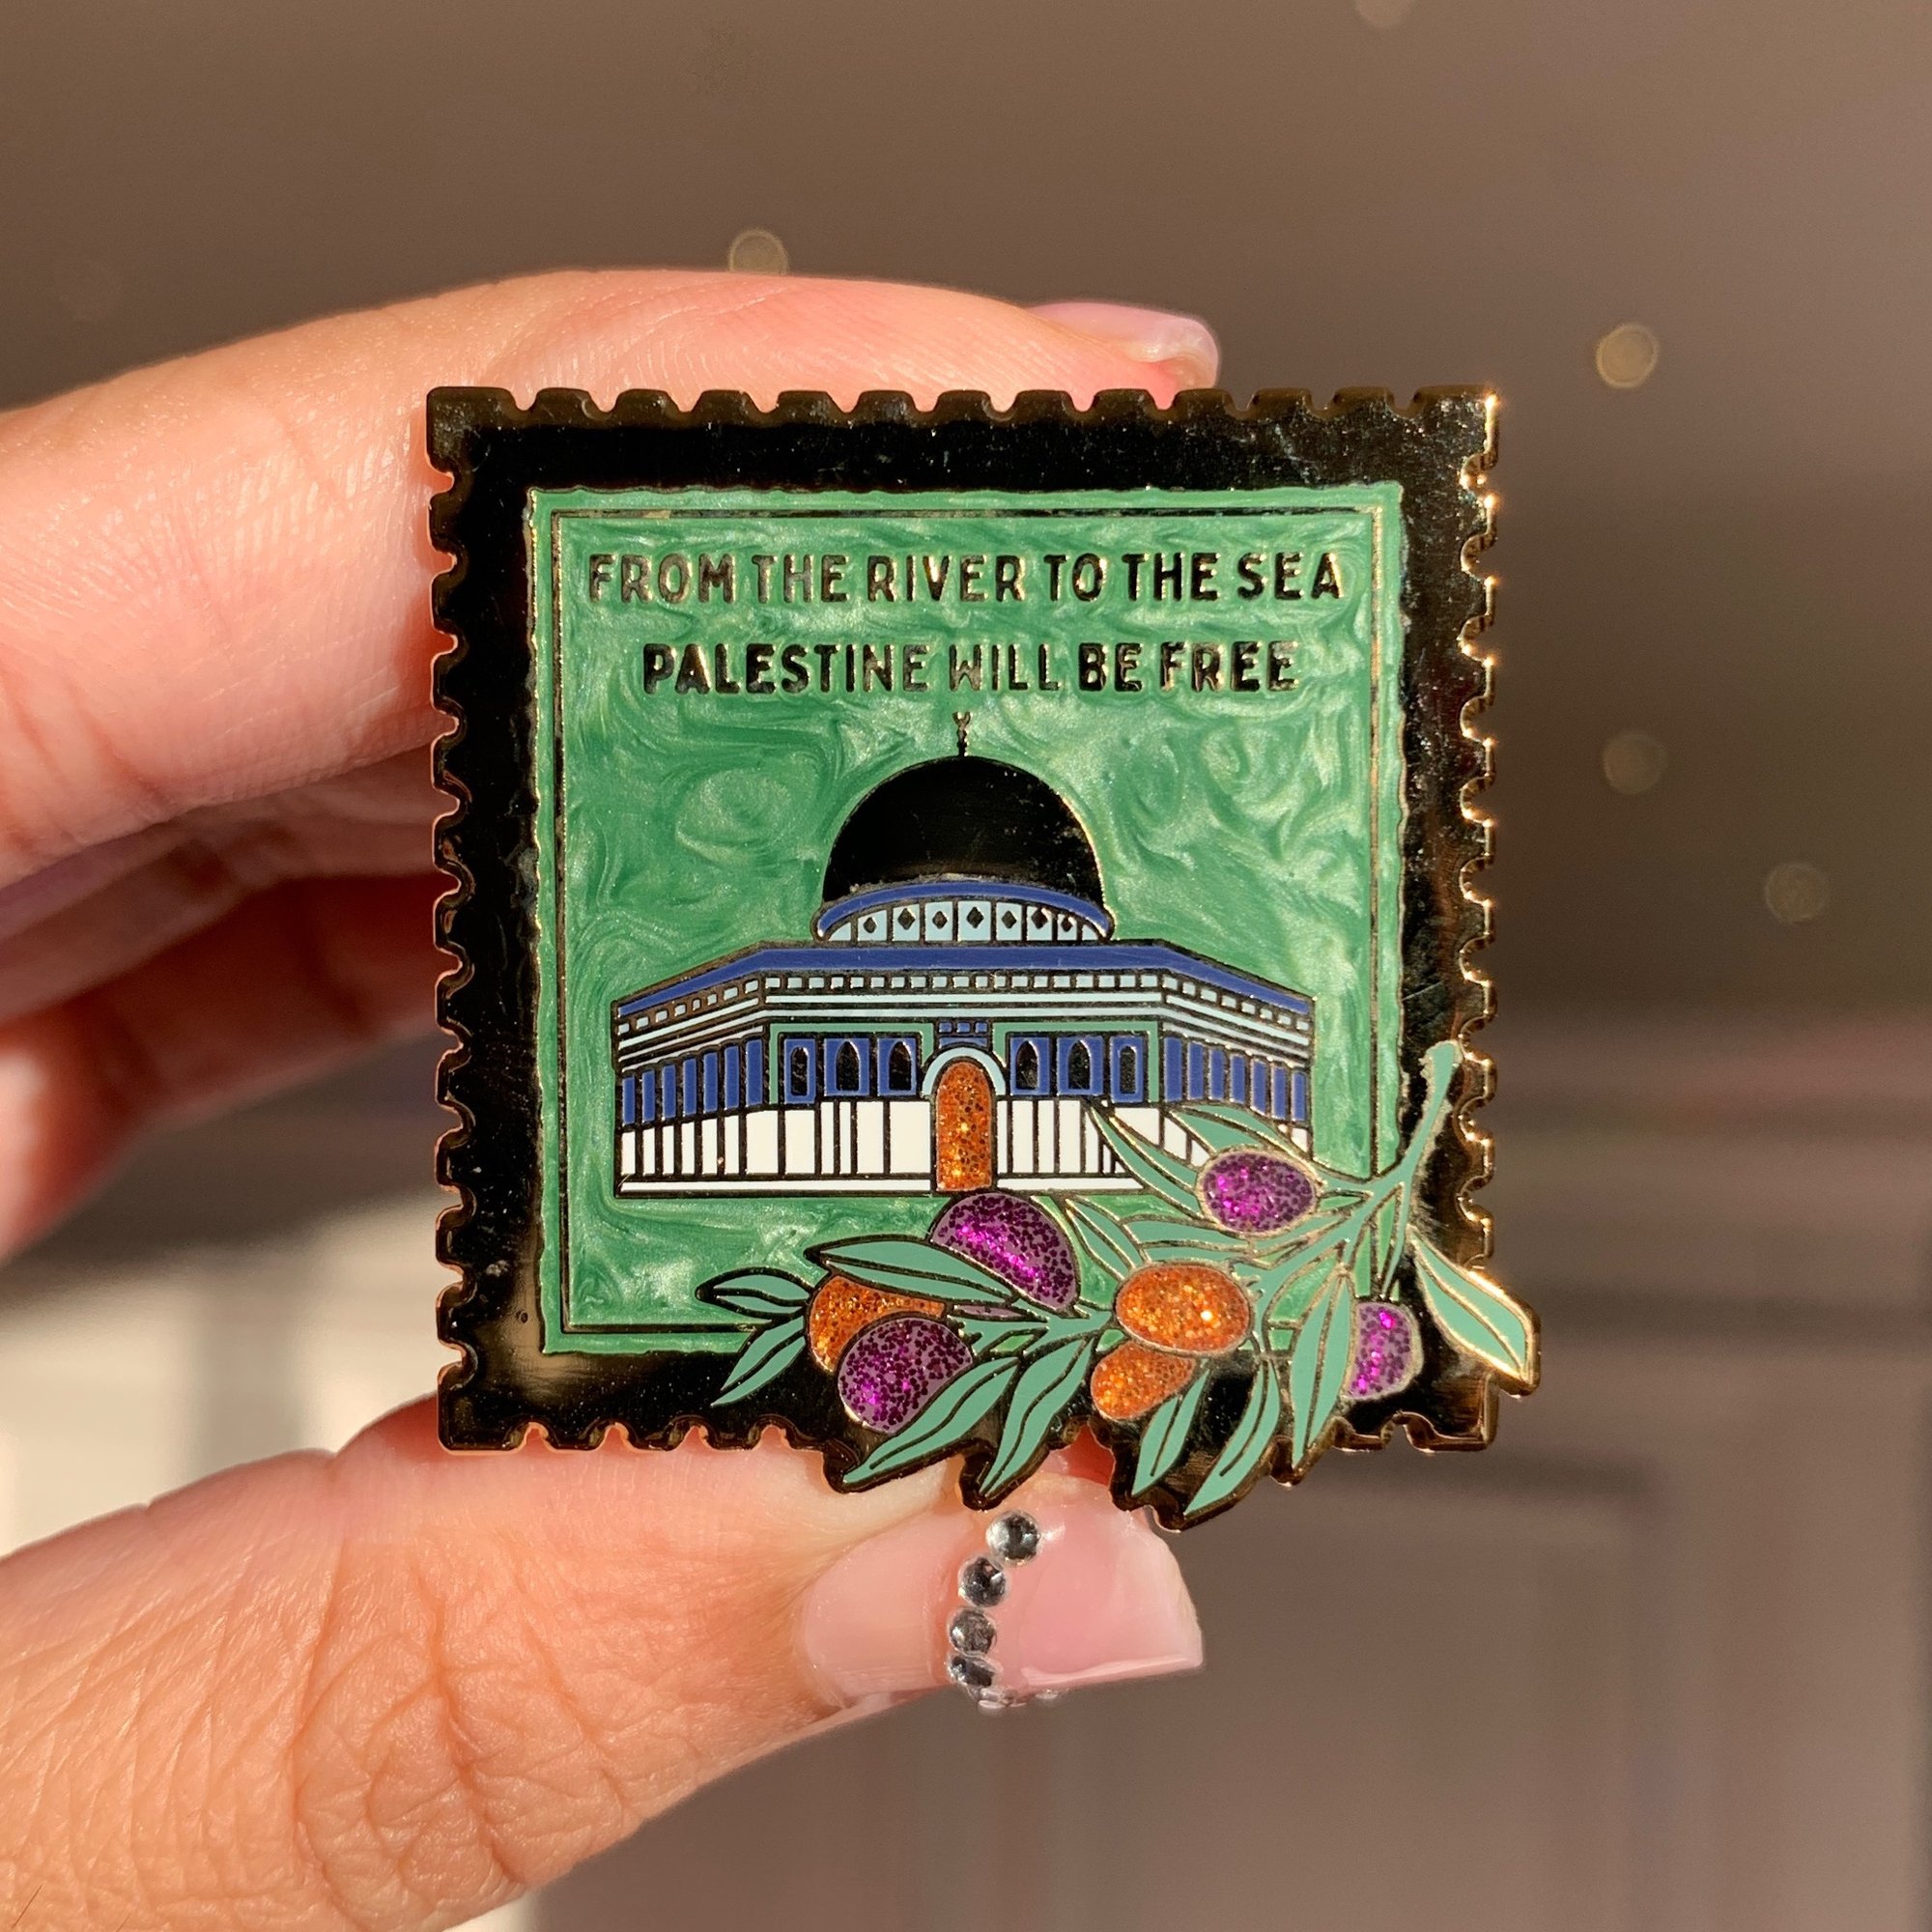 FROM THE RIVER TO THE SEA
PALESTINE WILL BE FREE